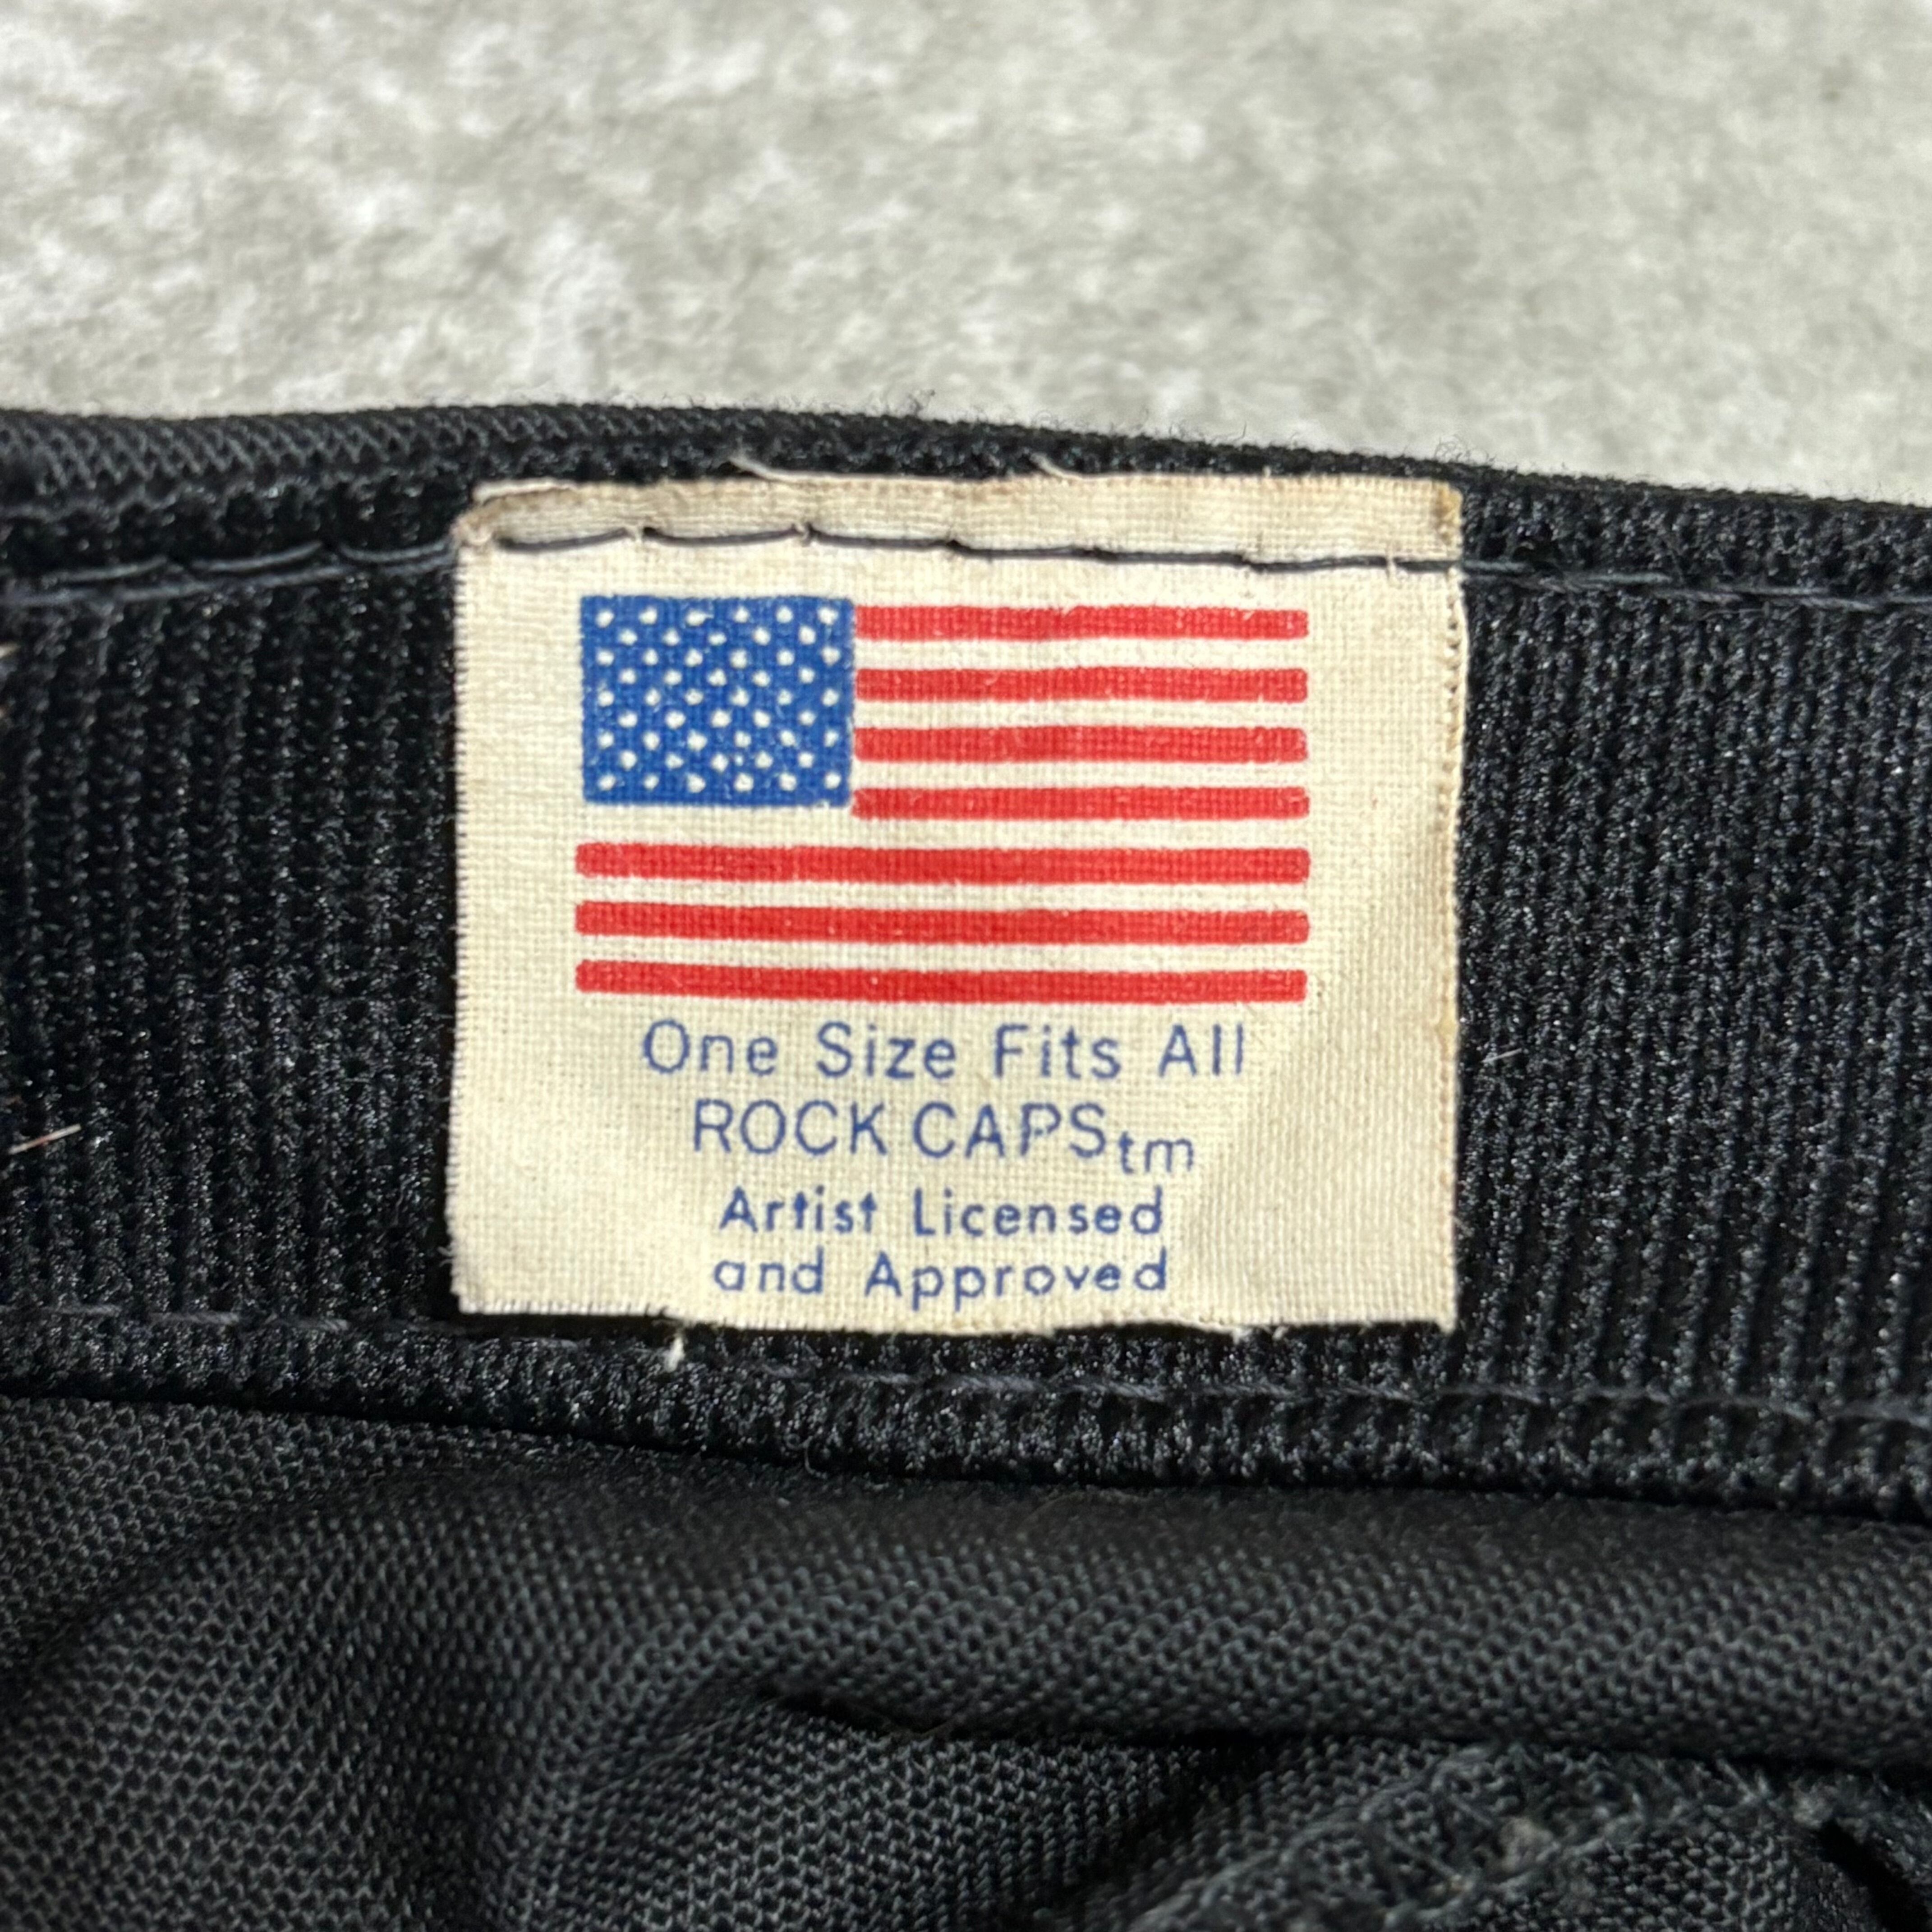 One Size Fits All
ROCK CAPStm
Artist Licensed
and Approved